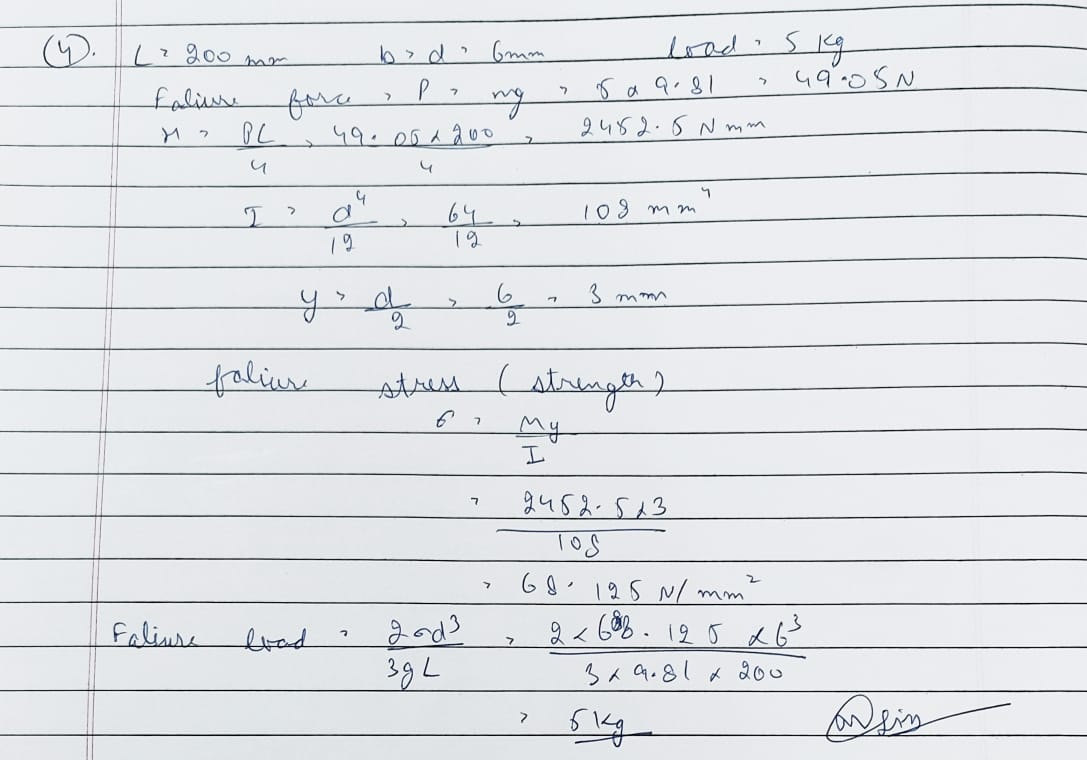 (4). L = 200 mm b = d = 6mm load = 5 Kg
Faliure force = P = mg = 5 x 9.81 = 49.05 N
M = PL/4 = 49.05 x 200/4 = 2452.5 N mm
I = d⁴/12 = 6⁴/12 = 108 mm⁴
y = d/2 = 6/2 = 3 mm
faliure stress (strength)
σ = My/I
= 2452.5 x 3/108
= 68.125 N/mm²
Faliure load = 2σd³/3gL = 2 x 68.125 x 6³/3 x 9.81 x 200
= 5 Kg